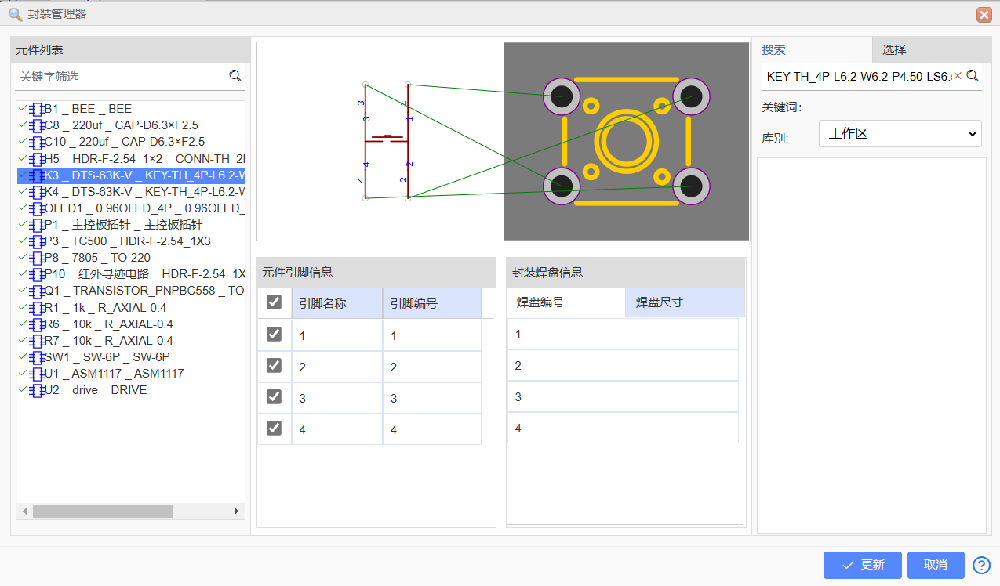 封装管理器
元件列表
关键字筛选
B1 _ BEE _ BEE
C8 _ 220uf _ CAP-D6.3×F2.5
C10 _ 220uf _ CAP-D6.3×F2.5
H5 _ HDR-F-2.54_1×2 _ CONN-TH_2
K3 _ DTS-63K-V _ KEY-TH_4P-L6.2-W
K4 _ DTS-63K-V _ KEY-TH_4P-L6.2-W
OLED1 _ 0.96OLED_4P _ 0.96OLED_
P1 _ 主控板插针 _ 主控板插针
P3 _ TC500 _ HDR-F-2.54_1X3
P8 _ 7805 _ TO-220
P10 _ 红外寻迹电路 _ HDR-F-2.54_1X
Q1 _ TRANSISTOR_PNPBC558 _ TO
R1 _ 1k _ R_AXIAL-0.4
R6 _ 10k _ R_AXIAL-0.4
R7 _ 10k _ R_AXIAL-0.4
SW1 _ SW-6P _ SW-6P
U1 _ ASM1117 _ ASM1117
U2 _ drive _ DRIVE
3 1
3 1
4 2
4 2
元件引脚信息
引脚名称 引脚编号
1 1
2 2
3 3
4 4
封装焊盘信息
焊盘编号 焊盘尺寸
1
2
3
4
搜索 选择
KEY-TH_4P-L6.2-W6.2-P4.50-LS6.
关键词:
库别: 工作区
更新 取消